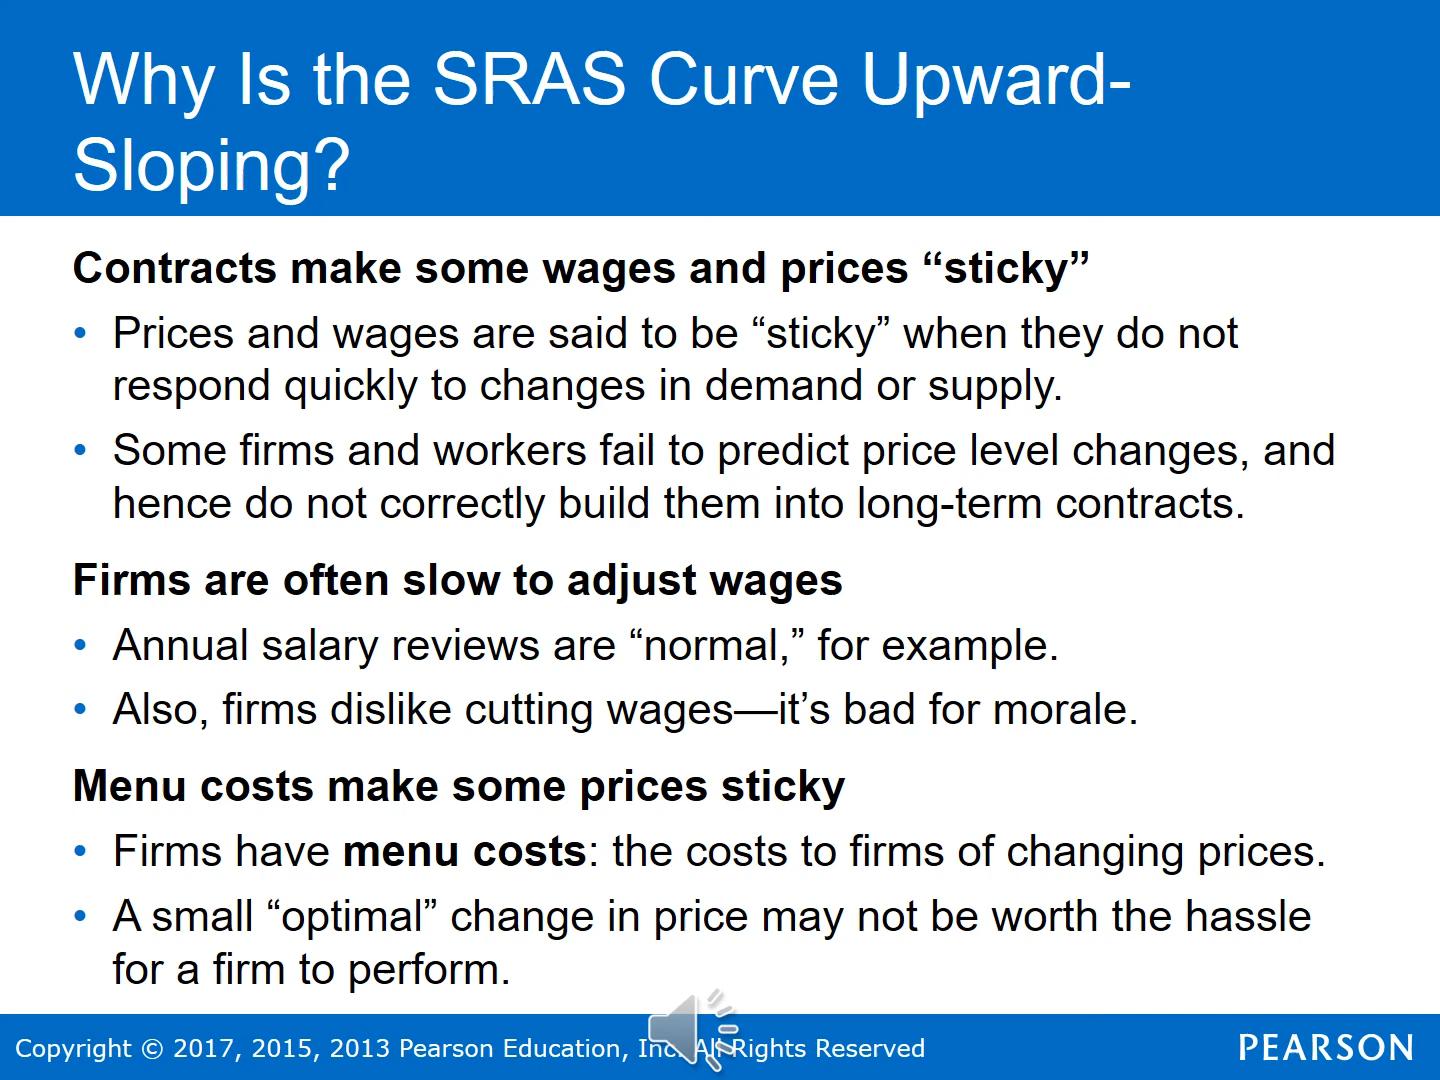 Why Is the SRAS Curve Upward-
Sloping?
Contracts make some wages and prices “sticky”
• Prices and wages are said to be “sticky” when they do not
respond quickly to changes in demand or supply.
• Some firms and workers fail to predict price level changes, and
hence do not correctly build them into long-term contracts.
Firms are often slow to adjust wages
• Annual salary reviews are “normal,” for example.
• Also, firms dislike cutting wages—it’s bad for morale.
Menu costs make some prices sticky
• Firms have menu costs: the costs to firms of changing prices.
• A small “optimal” change in price may not be worth the hassle
for a firm to perform.
Copyright © 2017, 2015, 2013 Pearson Education, Inc. All Rights Reserved
PEARSON